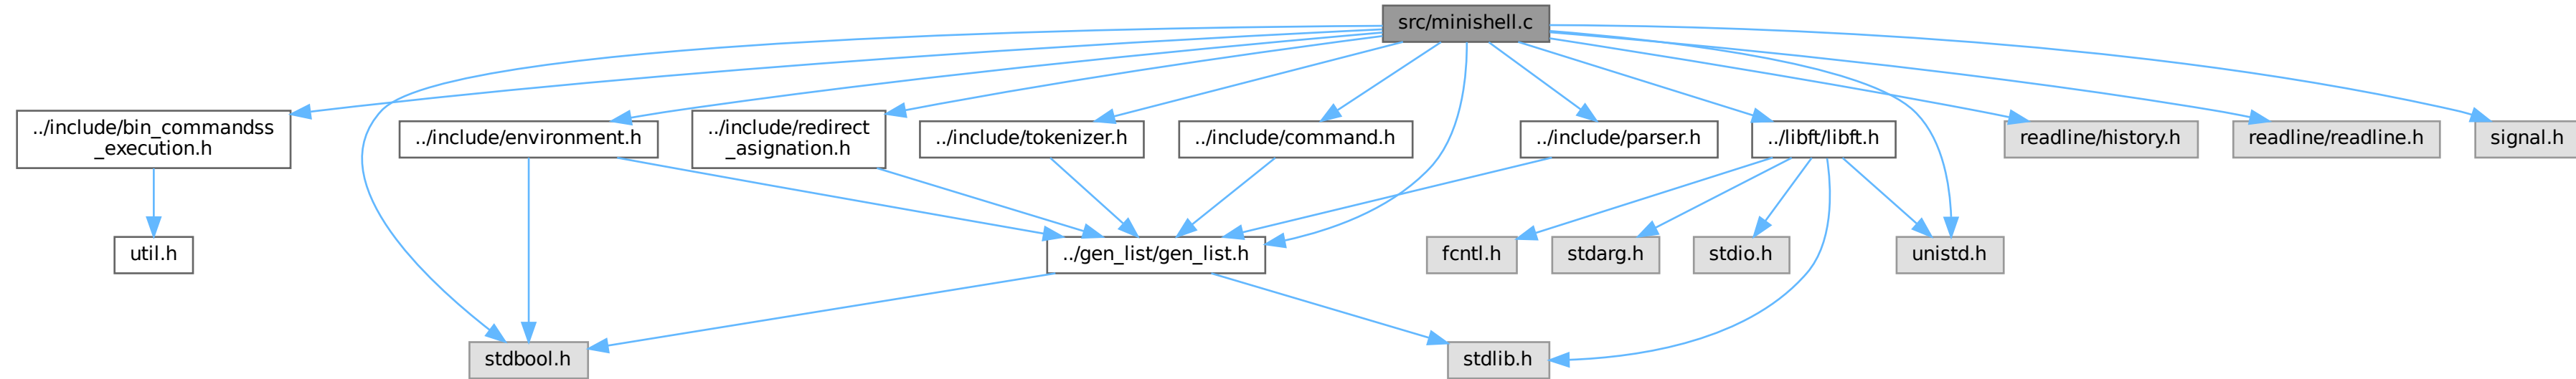 src/minishell.c
../include/bin_commandss
_execution.h
../include/environment.h
../include/redirect
_asignation.h
../include/tokenizer.h
../include/command.h
../include/parser.h
../libft/libft.h
readline/history.h
readline/readline.h
signal.h
util.h
../gen_list/gen_list.h
fcntl.h
stdarg.h
stdio.h
unistd.h
stdbool.h
stdlib.h